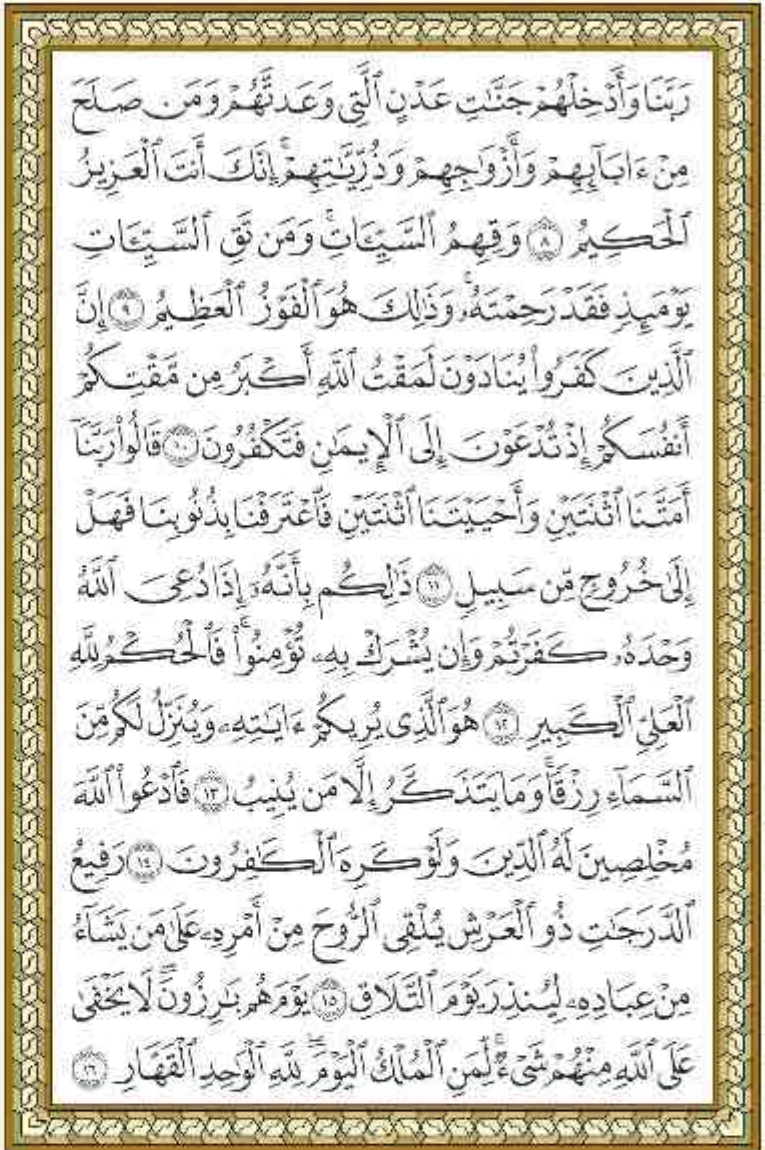 رَبَّنَا وَأَدْخِلْهُمْ جَنَّٰتِ عَدْنٍ ٱلَّتِى وَعَدتَّهُمْ وَمَن صَلَحَ
مِنْ ءَابَآئِهِمْ وَأَزْوَٰجِهِمْ وَذُرِّيَّٰتِهِمْ ۚ إِنَّكَ أَنتَ ٱلْعَزِيزُ
ٱلْحَكِيمُ ٨ وَقِهِمُ ٱلسَّيِّـَٔاتِ ۚ وَمَن تَقِ ٱلسَّيِّـَٔاتِ
يَوْمَئِذٍ فَقَدْ رَحِمْتَهُۥ ۚ وَذَٰلِكَ هُوَ ٱلْفَوْزُ ٱلْعَظِيمُ ٩ إِنَّ
ٱلَّذِينَ كَفَرُوا۟ يُنَادَوْنَ لَمَقْتُ ٱللَّهِ أَكْبَرُ مِن مَّقْتِكُمْ
أَنفُسَكُمْ إِذْ تُدْعَوْنَ إِلَى ٱلْإِيمَٰنِ فَتَكْفُرُونَ ١٠ قَالُوا۟ رَبَّنَآ
أَمَتَّنَا ٱثْنَتَيْنِ وَأَحْيَيْتَنَا ٱثْنَتَيْنِ فَٱعْتَرَفْنَا بِذُنُوبِنَا فَهَلْ
إِلَىٰ خُرُوجٍ مِّن سَبِيلٍ ١١ ذَٰلِكُم بِأَنَّهُۥٓ إِذَا دُعِىَ ٱللَّهُ
وَحْدَهُۥ كَفَرْتُمْ وَإِن يُشْرَكْ بِهِۦ تُؤْمِنُوا۟ ۚ فَٱلْحُكْمُ لِلَّهِ
ٱلْعَلِىِّ ٱلْكَبِيرِ ١٢ هُوَ ٱلَّذِى يُرِيكُمْ ءَايَٰتِهِۦ وَيُنَزِّلُ لَكُم مِّنَ
ٱلسَّمَآءِ رِزْقًا ۚ وَمَا يَتَذَكَّرُ إِلَّا مَن يُنِيبُ ١٣ فَٱدْعُوا۟ ٱللَّهَ
مُخْلِصِينَ لَهُ ٱلدِّينَ وَلَوْ كَرِهَ ٱلْكَٰفِرُونَ ١٤ رَفِيعُ
ٱلدَّرَجَٰتِ ذُو ٱلْعَرْشِ يُلْقِى ٱلرُّوحَ مِنْ أَمْرِهِۦ عَلَىٰ مَن يَشَآءُ
مِنْ عِبَادِهِۦ لِيُنذِرَ يَوْمَ ٱلتَّلَاقِ ١٥ يَوْمَ هُم بَٰرِزُونَ ۖ لَا يَخْفَىٰ
عَلَى ٱللَّهِ مِنْهُمْ شَىْءٌ ۚ لِّمَنِ ٱلْمُلْكُ ٱلْيَوْمَ ۖ لِلَّهِ ٱلْوَٰحِدِ ٱلْقَهَّارِ ١٦